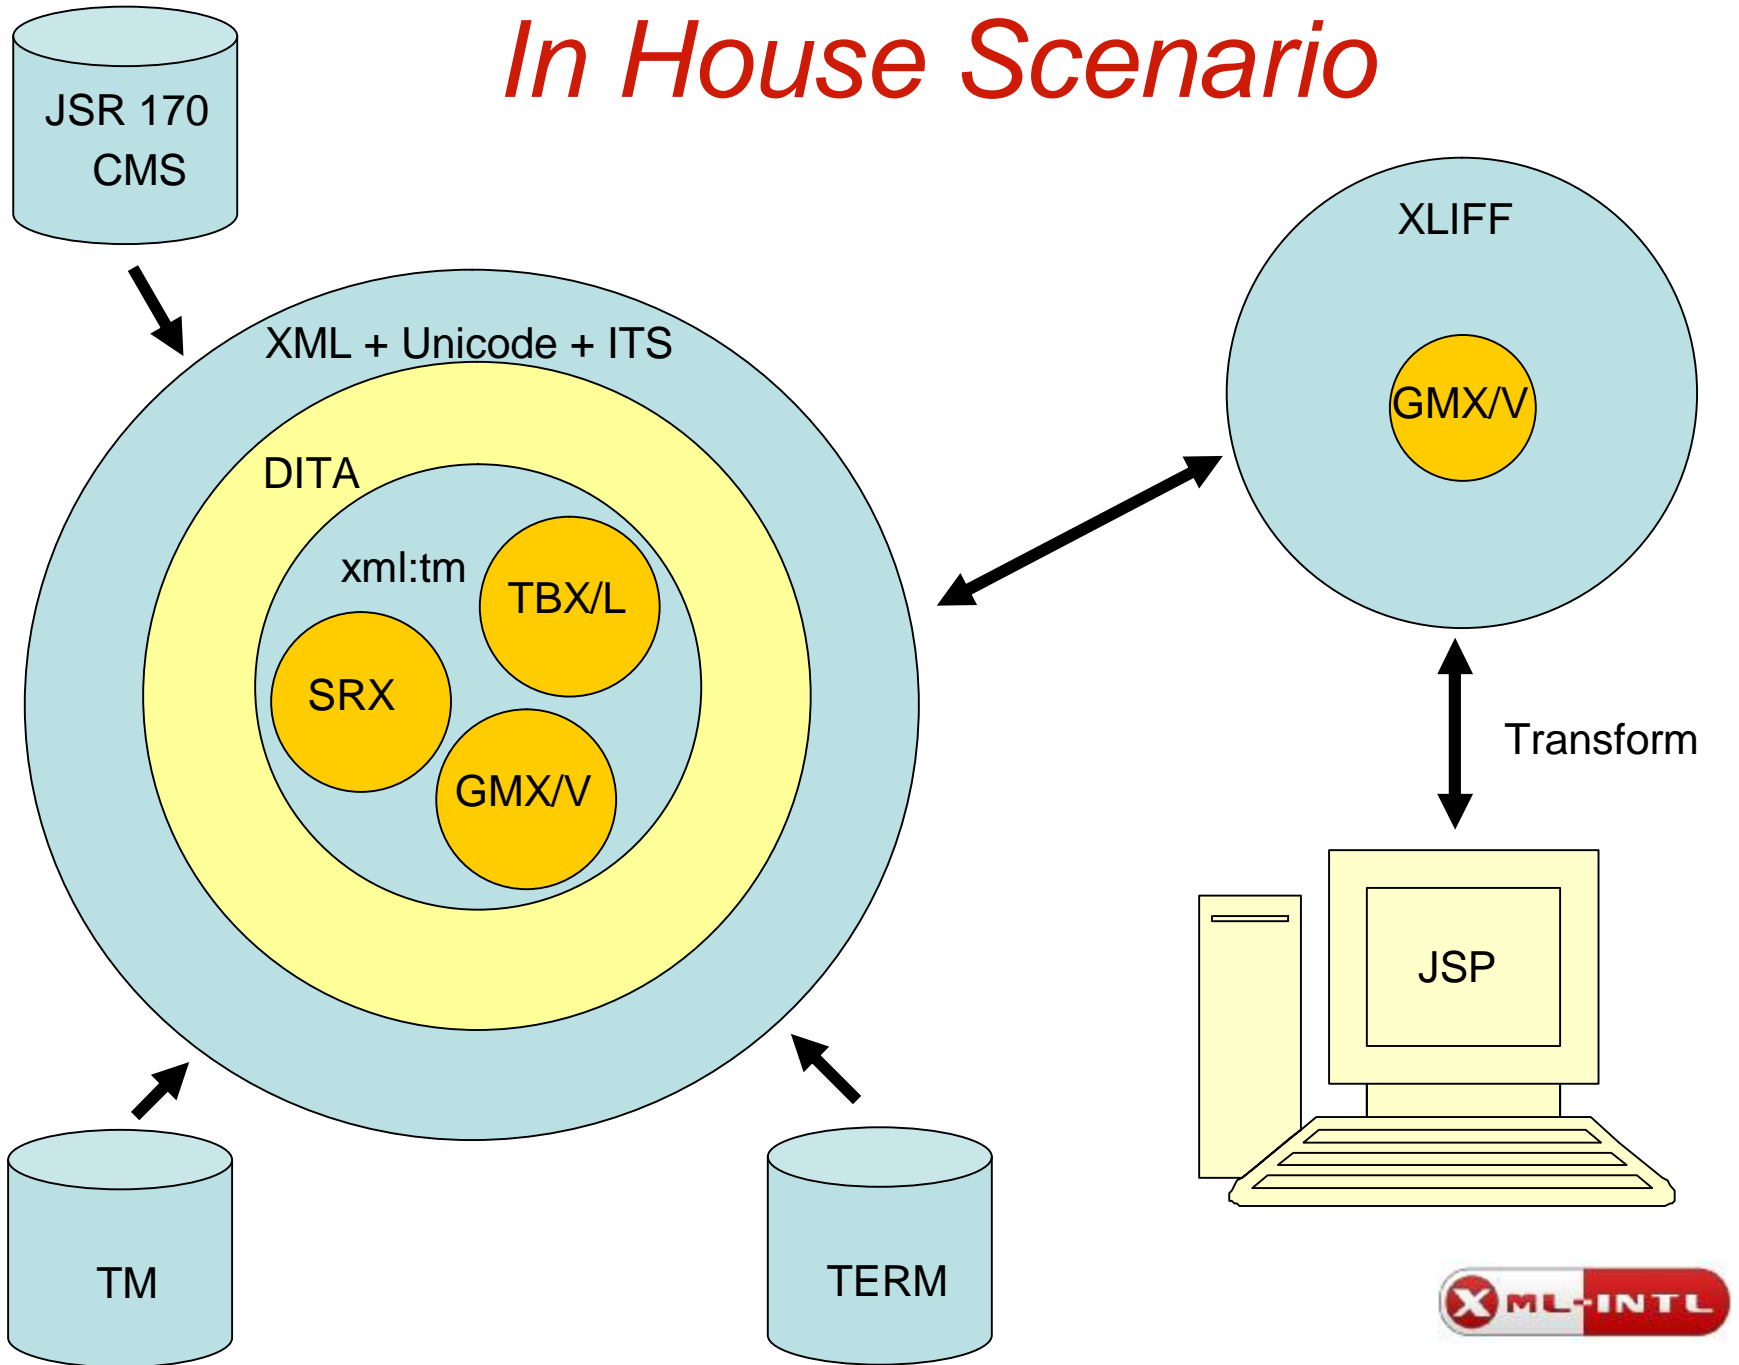 In House Scenario
JSR 170
CMS
XLIFF
GMX/V
XML + Unicode + ITS
DITA
xml:tm
TBX/L
SRX
GMX/V
Transform
JSP
TM
TERM
XML-INTL